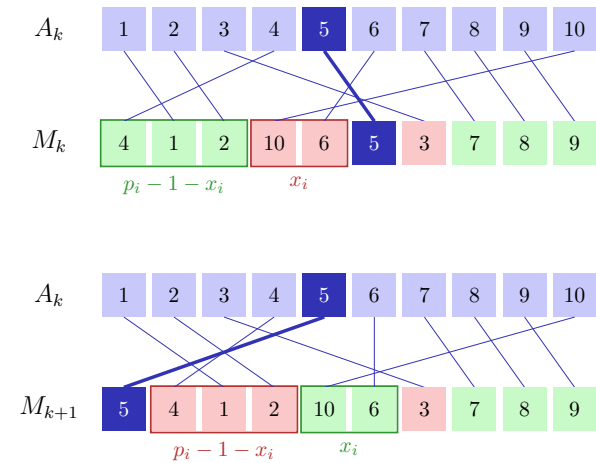 A_k 1 2 3 4 5 6 7 8 9 10
M_k 4 1 2 10 6 5 3 7 8 9
p_i − 1 − x_i x_i
A_k 1 2 3 4 5 6 7 8 9 10
M_{k+1} 5 4 1 2 10 6 3 7 8 9
p_i − 1 − x_i x_i